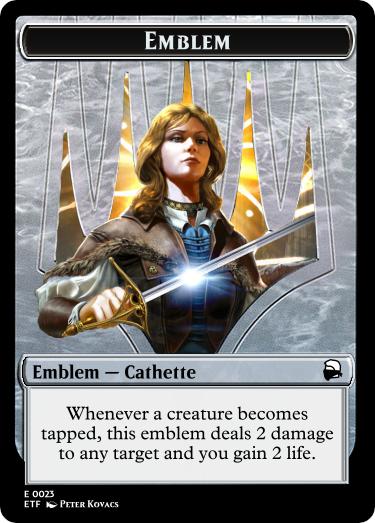 EMBLEM
Emblem — Cathette
Whenever a creature becomes
tapped, this emblem deals 2 damage
to any target and you gain 2 life.
E 0023
ETF PETER KOVACS